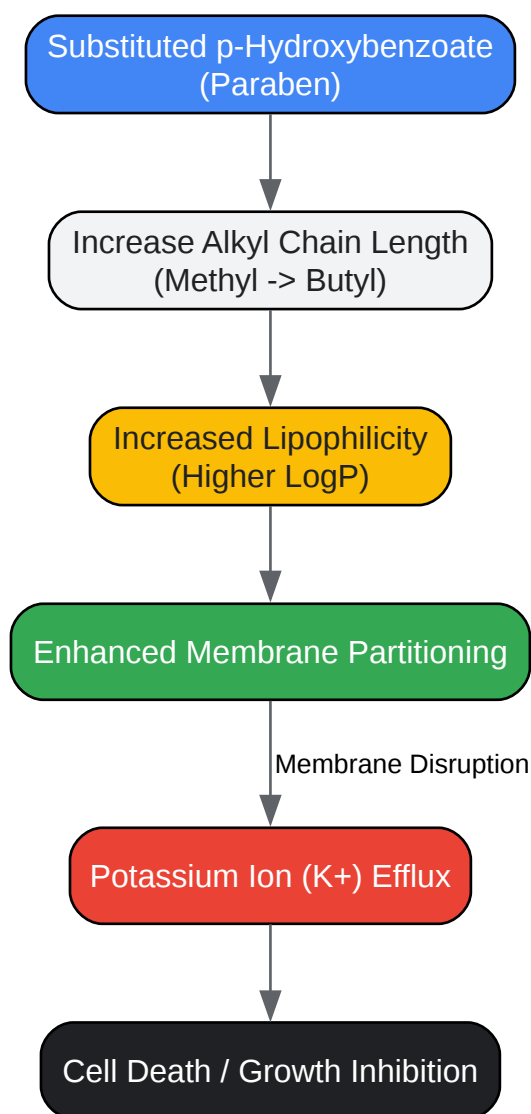 Substituted p-Hydroxybenzoate
(Paraben)
Increase Alkyl Chain Length
(Methyl -> Butyl)
Increased Lipophilicity
(Higher LogP)
Enhanced Membrane Partitioning
Membrane Disruption
Potassium Ion (K+) Efflux
Cell Death / Growth Inhibition